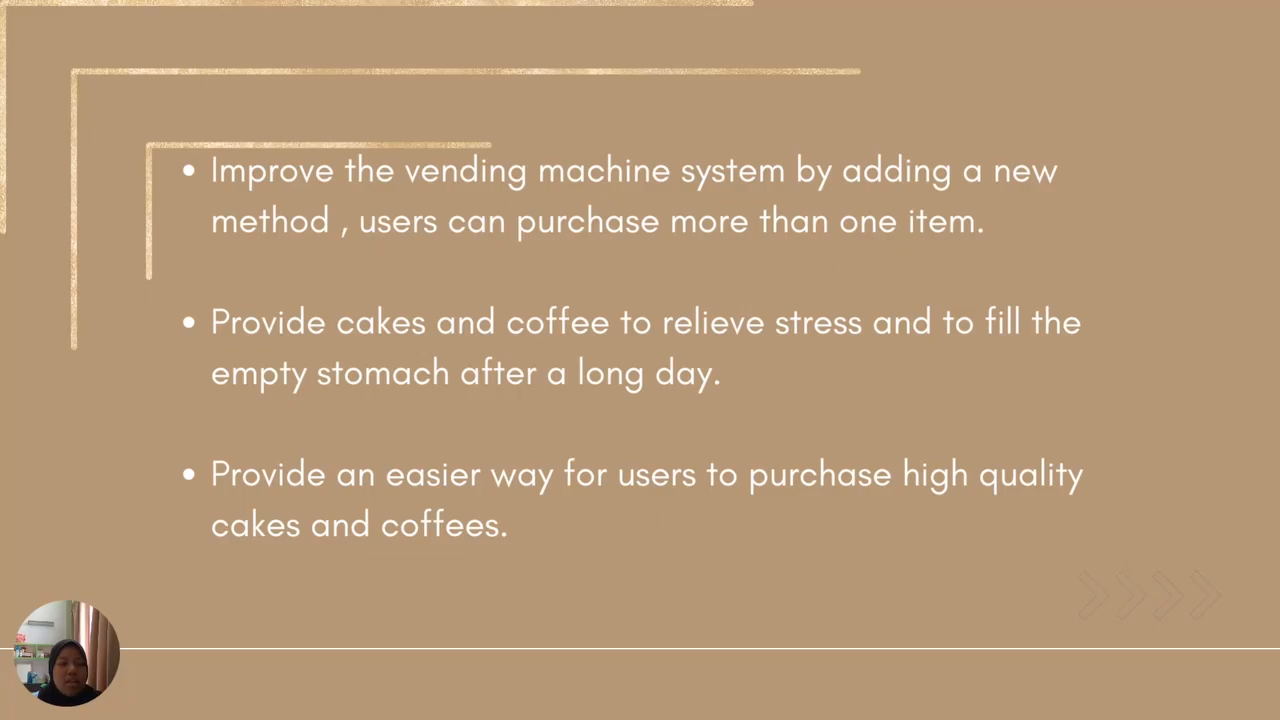 • Improve the vending machine system by adding a new
method , users can purchase more than one item.
• Provide cakes and coffee to relieve stress and to fill the
empty stomach after a long day.
• Provide an easier way for users to purchase high quality
cakes and coffees.